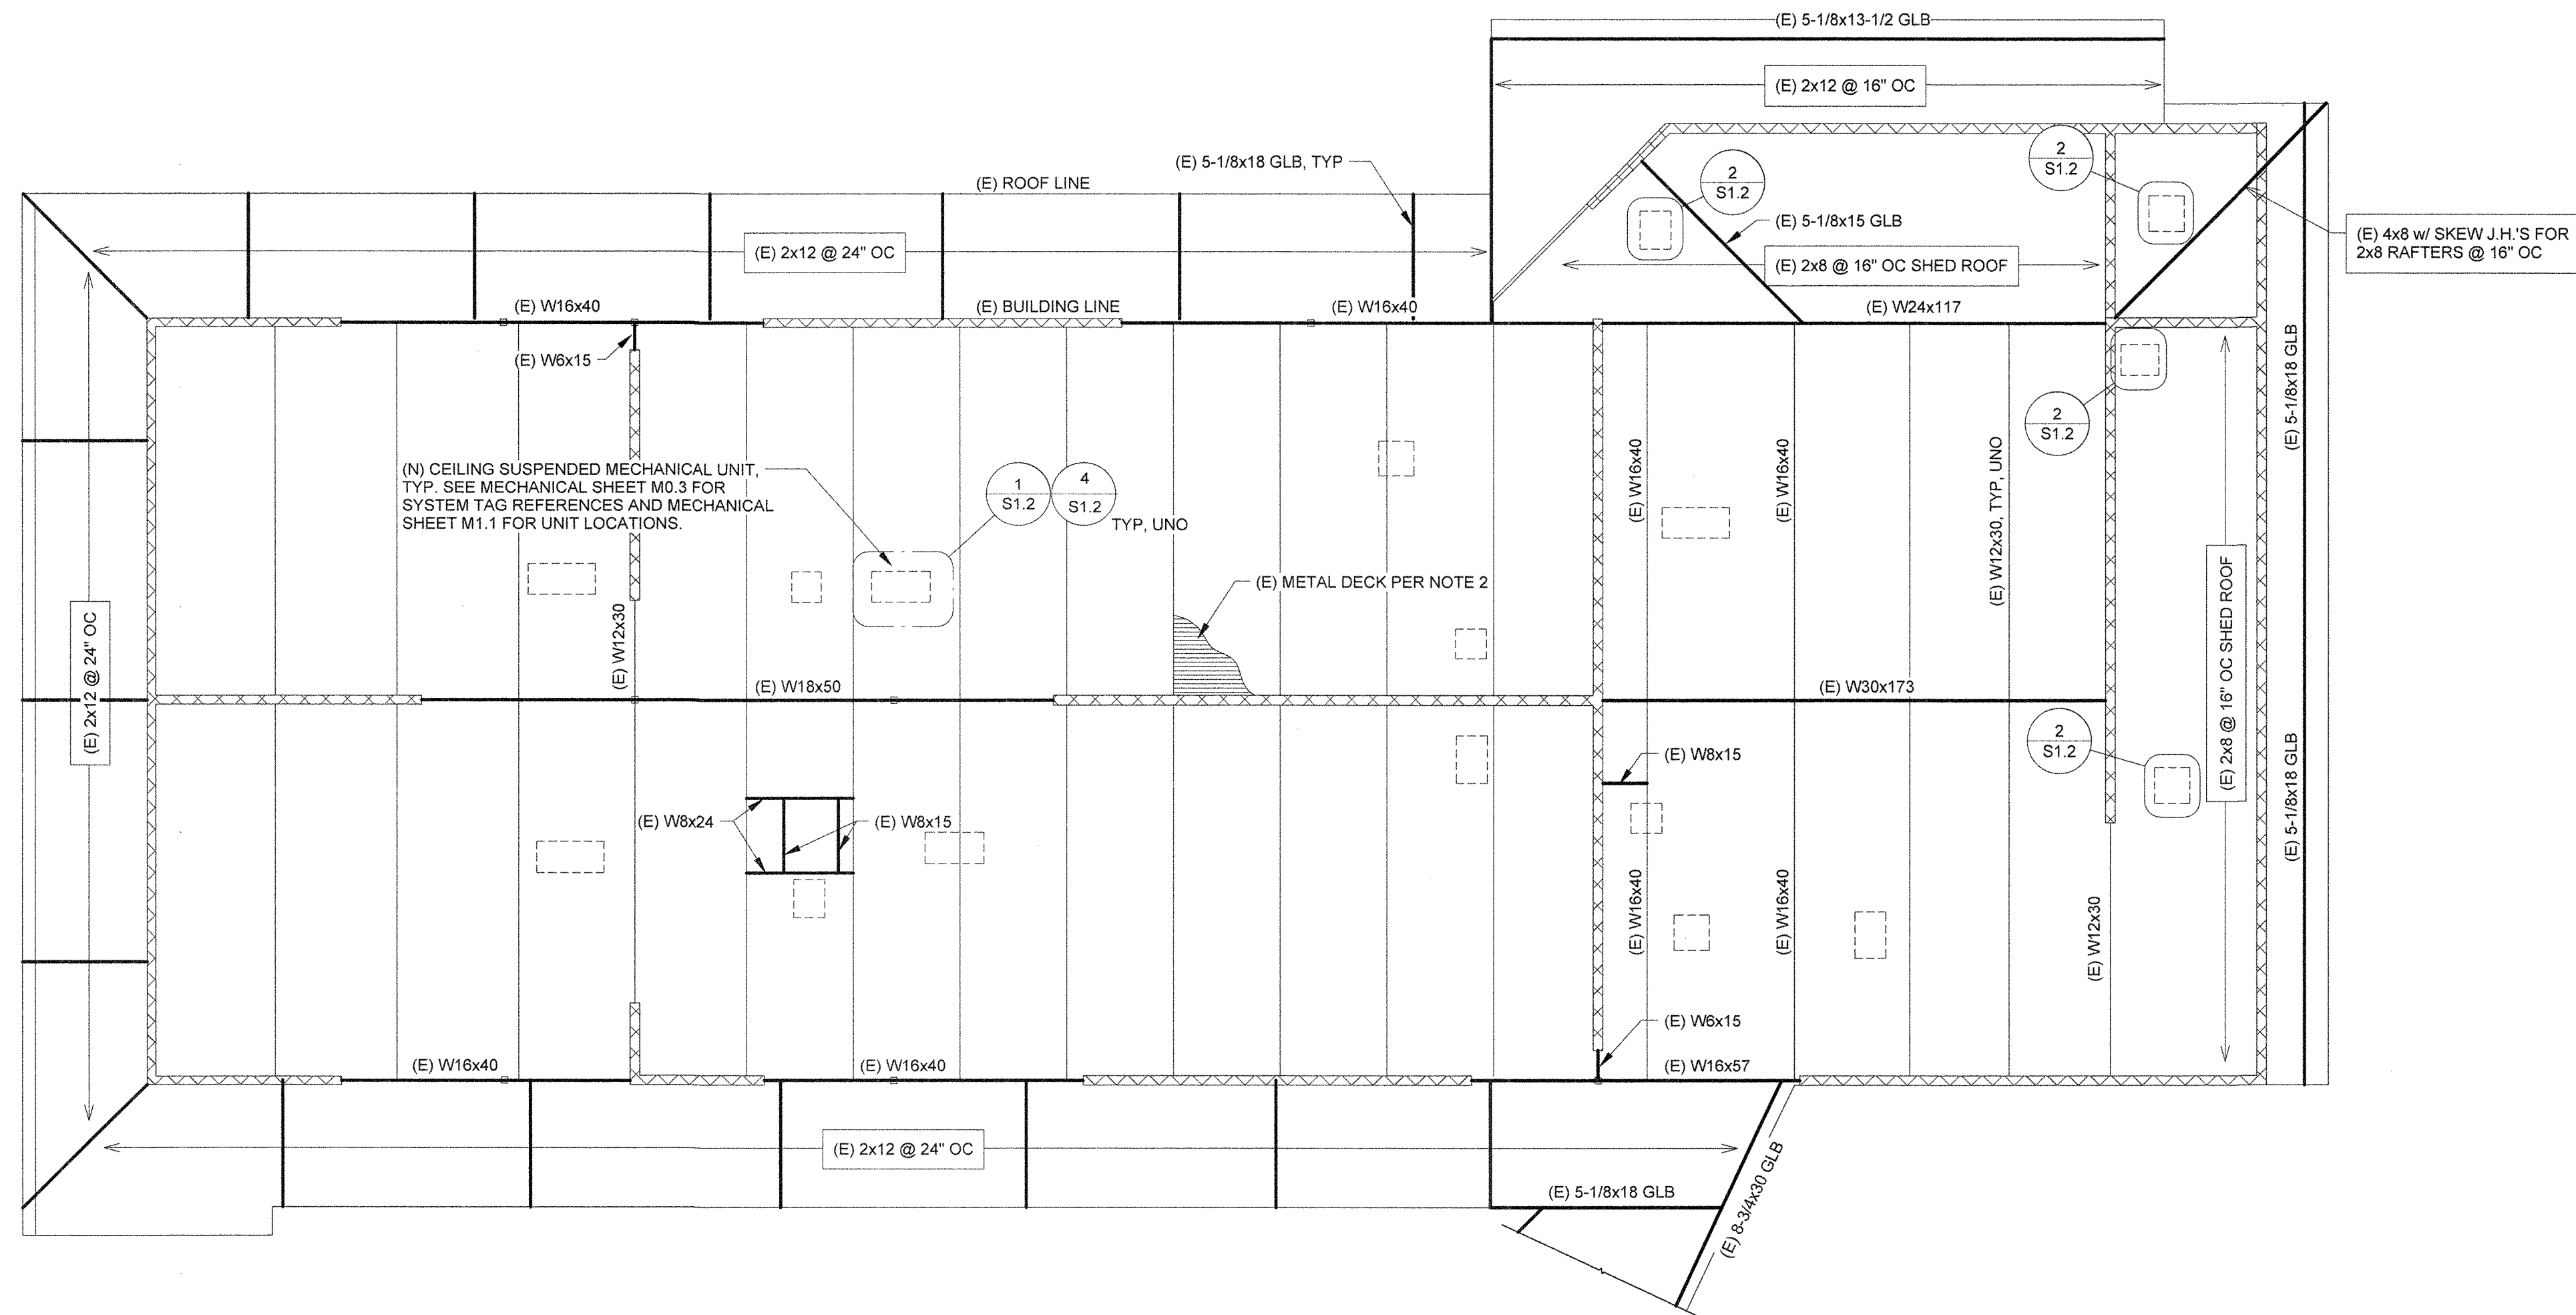 (E) 5-1/8x13-1/2 GLB
(E) 2x12 @ 16" OC
(E) 5-1/8x18 GLB, TYP
2
S1.2
2
S1.2
(E) ROOF LINE
(E) 5-1/8x15 GLB
(E) 4x8 w/ SKEW J.H.'S FOR
2x8 RAFTERS @ 16" OC
(E) 2x12 @ 24" OC
(E) 2x8 @ 16" OC SHED ROOF
(E) W16x40
(E) BUILDING LINE
(E) W16x40
(E) W24x117
(E) W6x15
(E) 5-1/8x18 GLB
2
S1.2
(N) CEILING SUSPENDED MECHANICAL UNIT,
TYP. SEE MECHANICAL SHEET M0.3 FOR
SYSTEM TAG REFERENCES AND MECHANICAL
SHEET M1.1 FOR UNIT LOCATIONS.
1
S1.2
4
S1.2
TYP, UNO
(E) W16x40
(E) W16x40
(E) W12x30, TYP, UNO
(E) METAL DECK PER NOTE 2
(E) W12x30
(E) 2x12 @ 24" OC
(E) 2x8 @ 16" OC SHED ROOF
(E) W18x50
(E) W30x173
2
S1.2
(E) W8x15
(E) 5-1/8x18 GLB
(E) W8x24
(E) W8x15
(E) W16x40
(E) W16x40
(E) W12x30
(E) W6x15
(E) W16x40
(E) W16x40
(E) W16x57
(E) 2x12 @ 24" OC
(E) 5-1/8x18 GLB
(E) 8-3/4x30 GLB